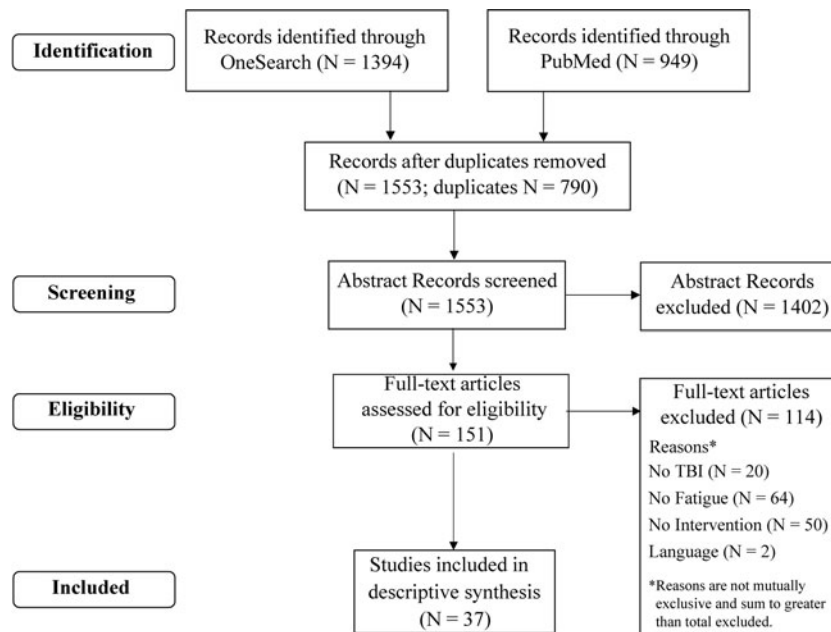 Identification
Records identified through
OneSearch (N = 1394)
Records identified through
PubMed (N = 949)
Records after duplicates removed
(N = 1553; duplicates N = 790)
Screening
Abstract Records screened
(N = 1553)
Abstract Records
excluded (N = 1402)
Eligibility
Full-text articles
assessed for eligibility
(N = 151)
Full-text articles
excluded (N = 114)
Reasons*
No TBI (N = 20)
No Fatigue (N = 64)
No Intervention (N = 50)
Language (N = 2)
*Reasons are not mutually
exclusive and sum to greater
than total excluded.
Included
Studies included in
descriptive synthesis
(N = 37)